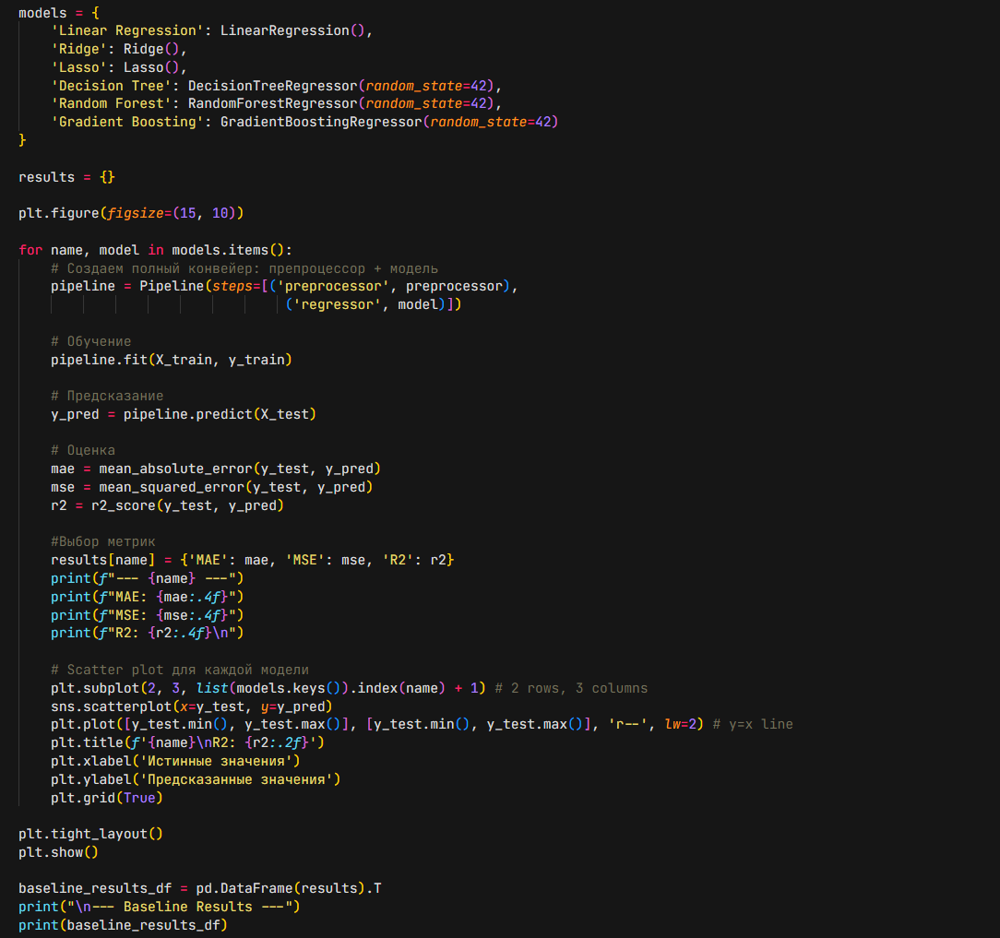 models = {
    'Linear Regression': LinearRegression(),
    'Ridge': Ridge(),
    'Lasso': Lasso(),
    'Decision Tree': DecisionTreeRegressor(random_state=42),
    'Random Forest': RandomForestRegressor(random_state=42),
    'Gradient Boosting': GradientBoostingRegressor(random_state=42)
}

results = {}

plt.figure(figsize=(15, 10))

for name, model in models.items():
    # Создаем полный конвейер: препроцессор + модель
    pipeline = Pipeline(steps=[('preprocessor', preprocessor),
                                 ('regressor', model)])

    # Обучение
    pipeline.fit(X_train, y_train)

    # Предсказание
    y_pred = pipeline.predict(X_test)

    # Оценка
    mae = mean_absolute_error(y_test, y_pred)
    mse = mean_squared_error(y_test, y_pred)
    r2 = r2_score(y_test, y_pred)

    #Выбор метрик
    results[name] = {'MAE': mae, 'MSE': mse, 'R2': r2}
    print(f"--- {name} ---")
    print(f"MAE: {mae:.4f}")
    print(f"MSE: {mse:.4f}")
    print(f"R2: {r2:.4f}\n")

    # Scatter plot для каждой модели
    plt.subplot(2, 3, list(models.keys()).index(name) + 1) # 2 rows, 3 columns
    sns.scatterplot(x=y_test, y=y_pred)
    plt.plot([y_test.min(), y_test.max()], [y_test.min(), y_test.max()], 'r--', lw=2) # y=x line
    plt.title(f'{name}\nR2: {r2:.2f}')
    plt.xlabel('Истинные значения')
    plt.ylabel('Предсказанные значения')
    plt.grid(True)

plt.tight_layout()
plt.show()

baseline_results_df = pd.DataFrame(results).T
print("\n--- Baseline Results ---")
print(baseline_results_df)